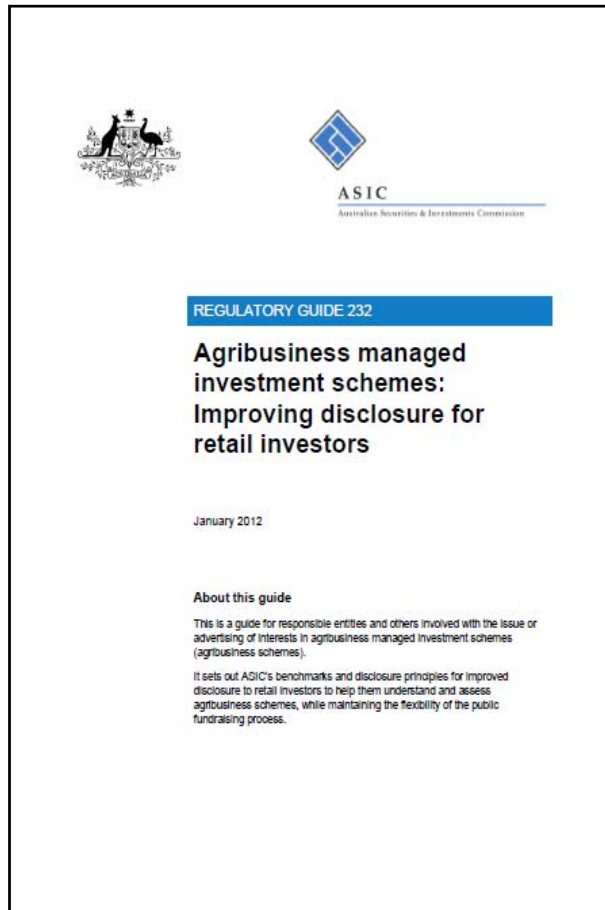 AUSTRALIA
ASIC
Australian Securities & Investments Commission
REGULATORY GUIDE 232
Agribusiness managed
investment schemes:
Improving disclosure for
retail investors
January 2012
About this guide
This is a guide for responsible entities and others involved with the issue or
advertising of interests in agribusiness managed investment schemes
(agribusiness schemes).
It sets out ASIC's benchmarks and disclosure principles for improved
disclosure to retail investors to help them understand and assess
agribusiness schemes, while maintaining the flexibility of the public
fundraising process.